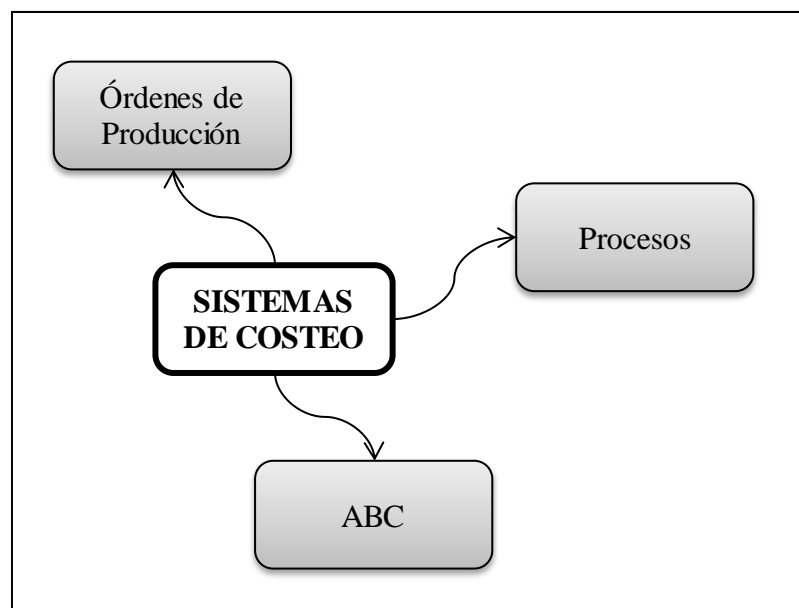 Órdenes de
Producción
Procesos
SISTEMAS
DE COSTEO
ABC